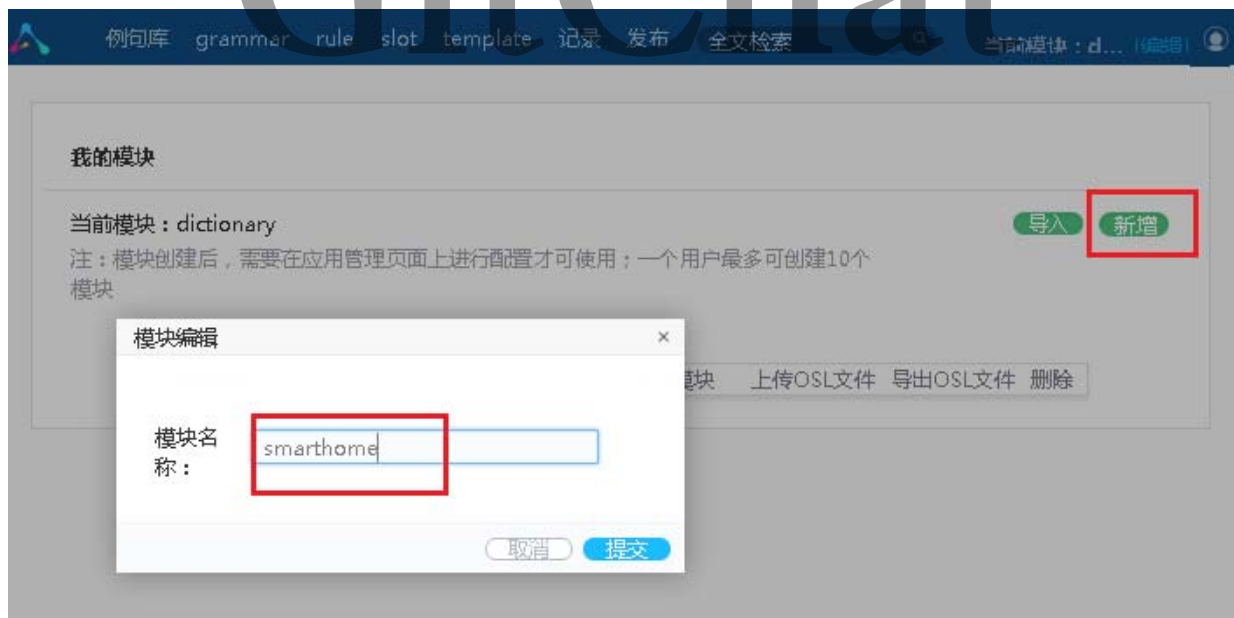 GitChat
例句库 grammar rule slot template 记录 发布 全文检索 当前模块：d... (编辑)
我的模块
当前模块：dictionary 导入 新增
注：模块创建后，需要在应用管理页面上进行配置才可使用；一个用户最多可创建10个
模块
模块编辑 ×
模块 上传OSL文件 导出OSL文件 删除
模块名 smarthome
称：
取消 提交